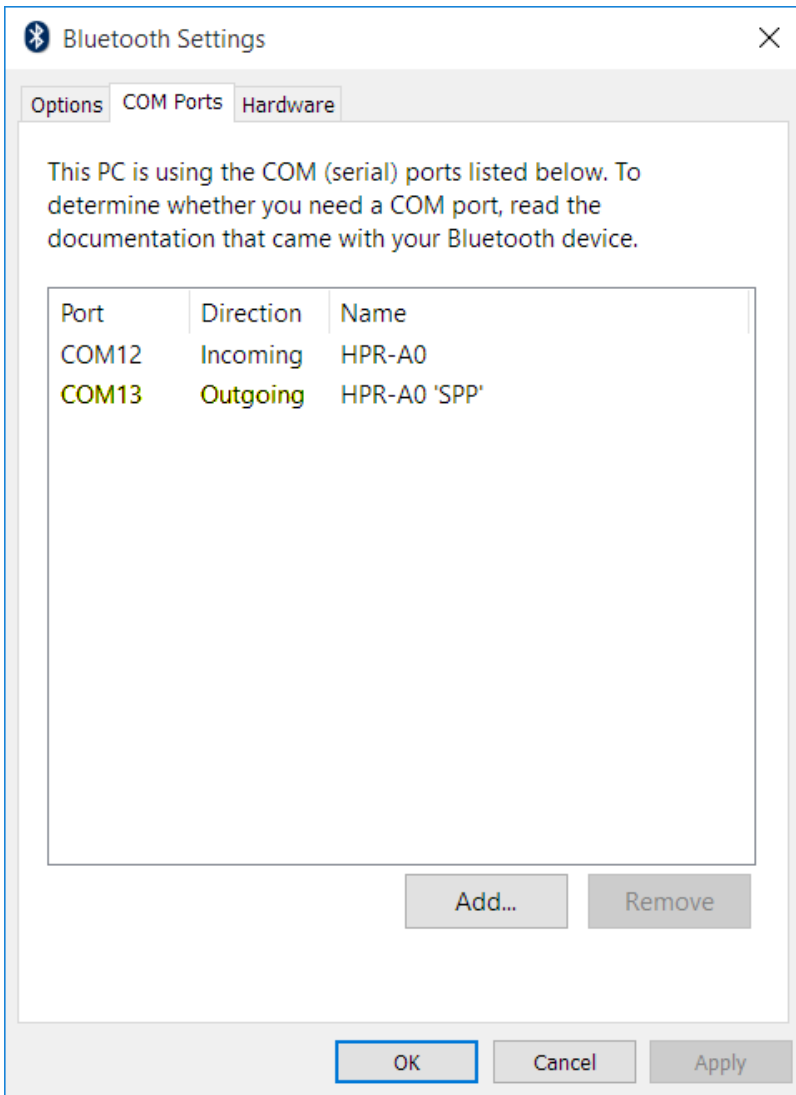 Bluetooth Settings
Options COM Ports Hardware
This PC is using the COM (serial) ports listed below. To
determine whether you need a COM port, read the
documentation that came with your Bluetooth device.
Port Direction Name
COM12 Incoming HPR-A0
COM13 Outgoing HPR-A0 'SPP'
Add... Remove
OK Cancel Apply